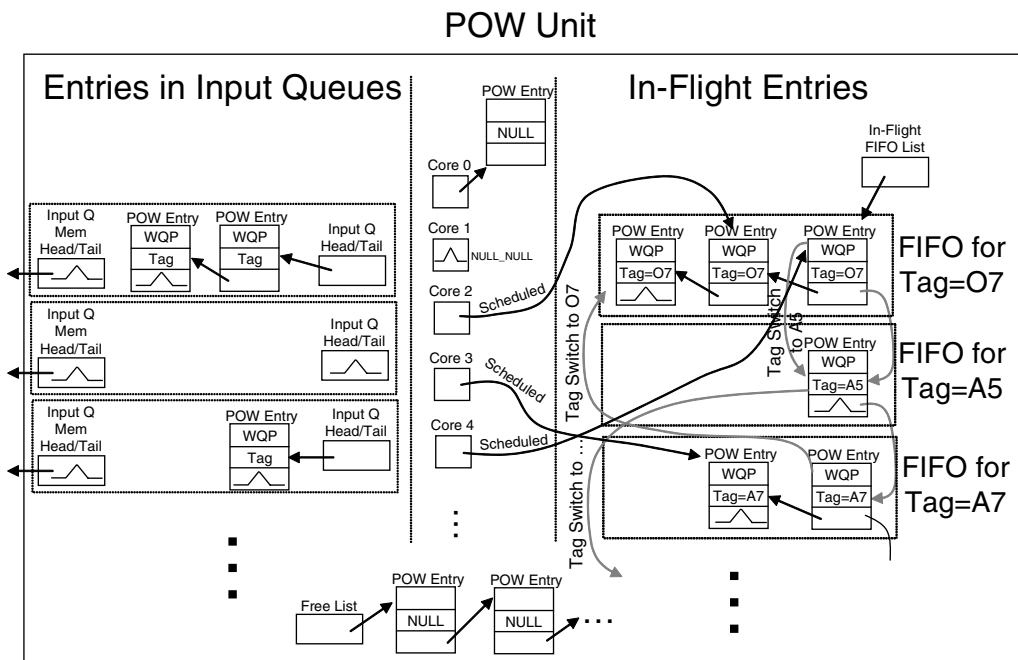 POW Unit
Entries in Input Queues
In-Flight Entries
POW Entry
NULL
In-Flight
FIFO List
Core 0
Input Q
Mem
Head/Tail
POW Entry
WQP
Tag
POW Entry
WQP
Tag
Input Q
Head/Tail
Core 1
NULL_NULL
Core 2
Scheduled
POW Entry
WQP
Tag=O7
POW Entry
WQP
Tag=O7
POW Entry
WQP
Tag=O7
FIFO for
Tag=O7
Tag Switch to O7
Tag Switch
to A5
Input Q
Mem
Head/Tail
Input Q
Head/Tail
Core 3
Scheduled
POW Entry
WQP
Tag=A5
FIFO for
Tag=A5
Input Q
Mem
Head/Tail
POW Entry
WQP
Tag
Input Q
Head/Tail
Core 4
Scheduled
Tag Switch to ...
POW Entry
WQP
Tag=A7
POW Entry
WQP
Tag=A7
FIFO for
Tag=A7
...
Free List
POW Entry
NULL
POW Entry
NULL
...